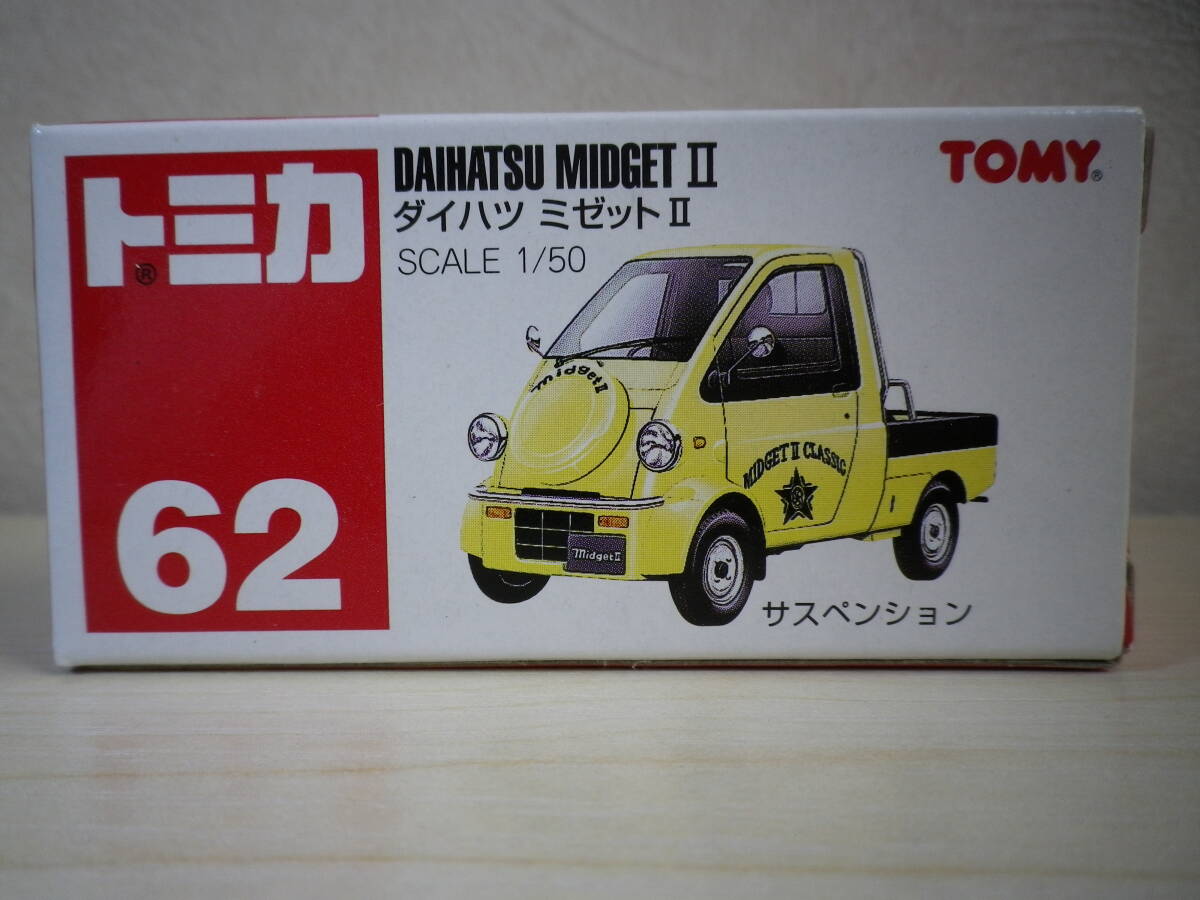 トミカ®
62
DAIHATSU MIDGET II
ダイハツ ミゼットII
SCALE 1/50
TOMY®
midget II
MIDGET II CLASSIC
midget II
サスペンション